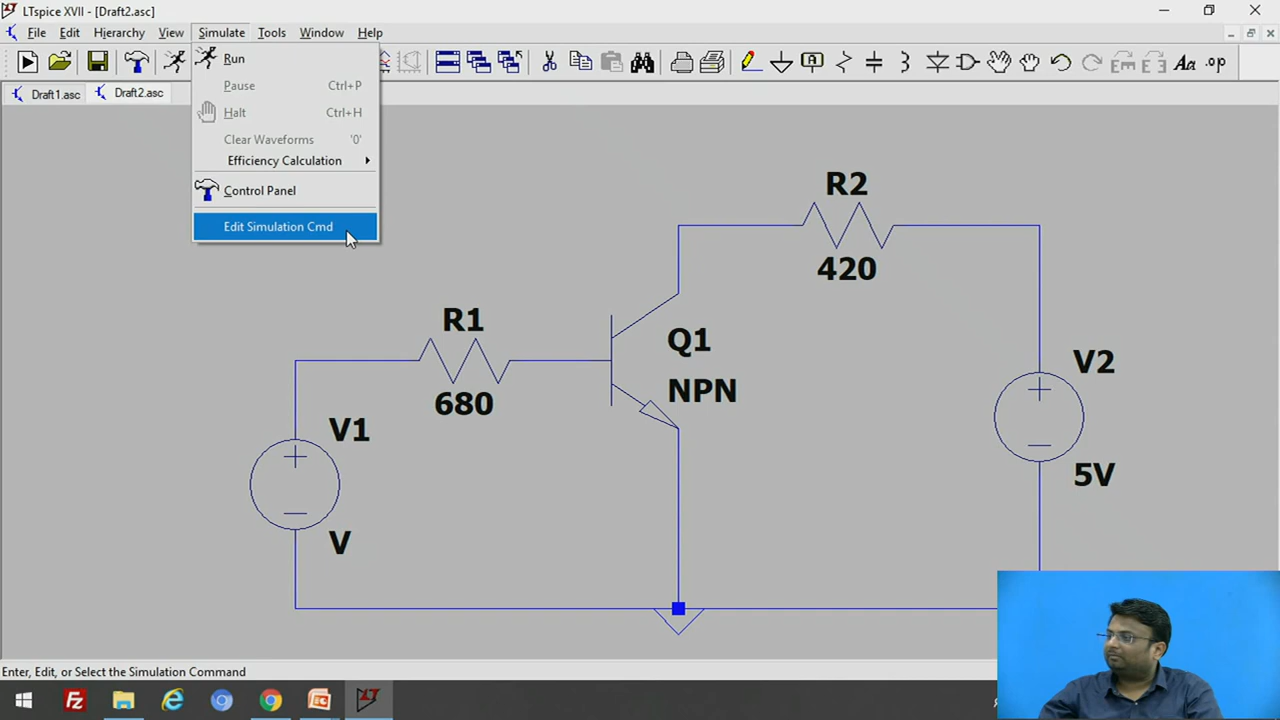 LTspice XVII - [Draft2.asc]
File Edit Hierarchy View Simulate Tools Window Help
Draft1.asc Draft2.asc
Run
Pause Ctrl+P
Halt Ctrl+H
Clear Waveforms '0'
Efficiency Calculation
Control Panel
Edit Simulation Cmd
.op
R2
420
R1
680
Q1
NPN
V1
V
V2
5V
Enter, Edit, or Select the Simulation Command